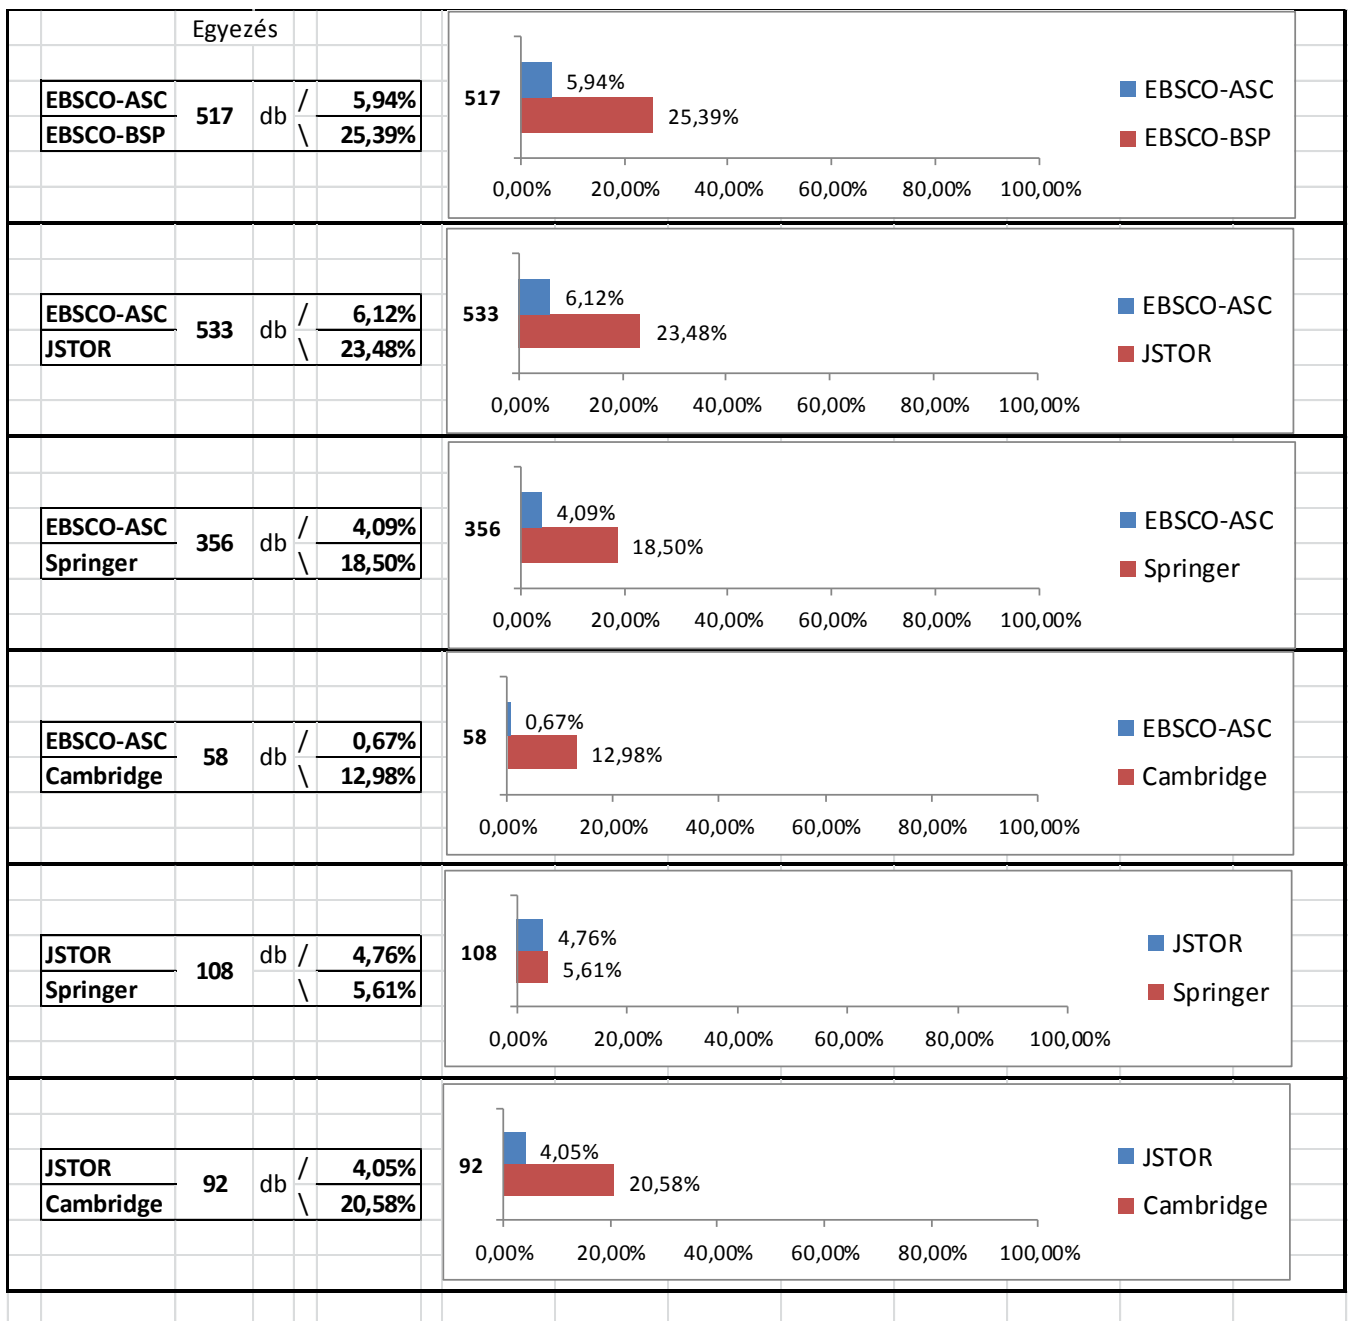 Egyezés
EBSCO-ASC 517 db / 5,94%
EBSCO-BSP \ 25,39%
517
5,94%
25,39%
0,00% 20,00% 40,00% 60,00% 80,00% 100,00%
EBSCO-ASC
EBSCO-BSP
EBSCO-ASC 533 db / 6,12%
JSTOR \ 23,48%
533
6,12%
23,48%
0,00% 20,00% 40,00% 60,00% 80,00% 100,00%
EBSCO-ASC
JSTOR
EBSCO-ASC 356 db / 4,09%
Springer \ 18,50%
356
4,09%
18,50%
0,00% 20,00% 40,00% 60,00% 80,00% 100,00%
EBSCO-ASC
Springer
EBSCO-ASC 58 db / 0,67%
Cambridge \ 12,98%
58
0,67%
12,98%
0,00% 20,00% 40,00% 60,00% 80,00% 100,00%
EBSCO-ASC
Cambridge
JSTOR 108 db / 4,76%
Springer \ 5,61%
108
4,76%
5,61%
0,00% 20,00% 40,00% 60,00% 80,00% 100,00%
JSTOR
Springer
JSTOR 92 db / 4,05%
Cambridge \ 20,58%
92
4,05%
20,58%
0,00% 20,00% 40,00% 60,00% 80,00% 100,00%
JSTOR
Cambridge